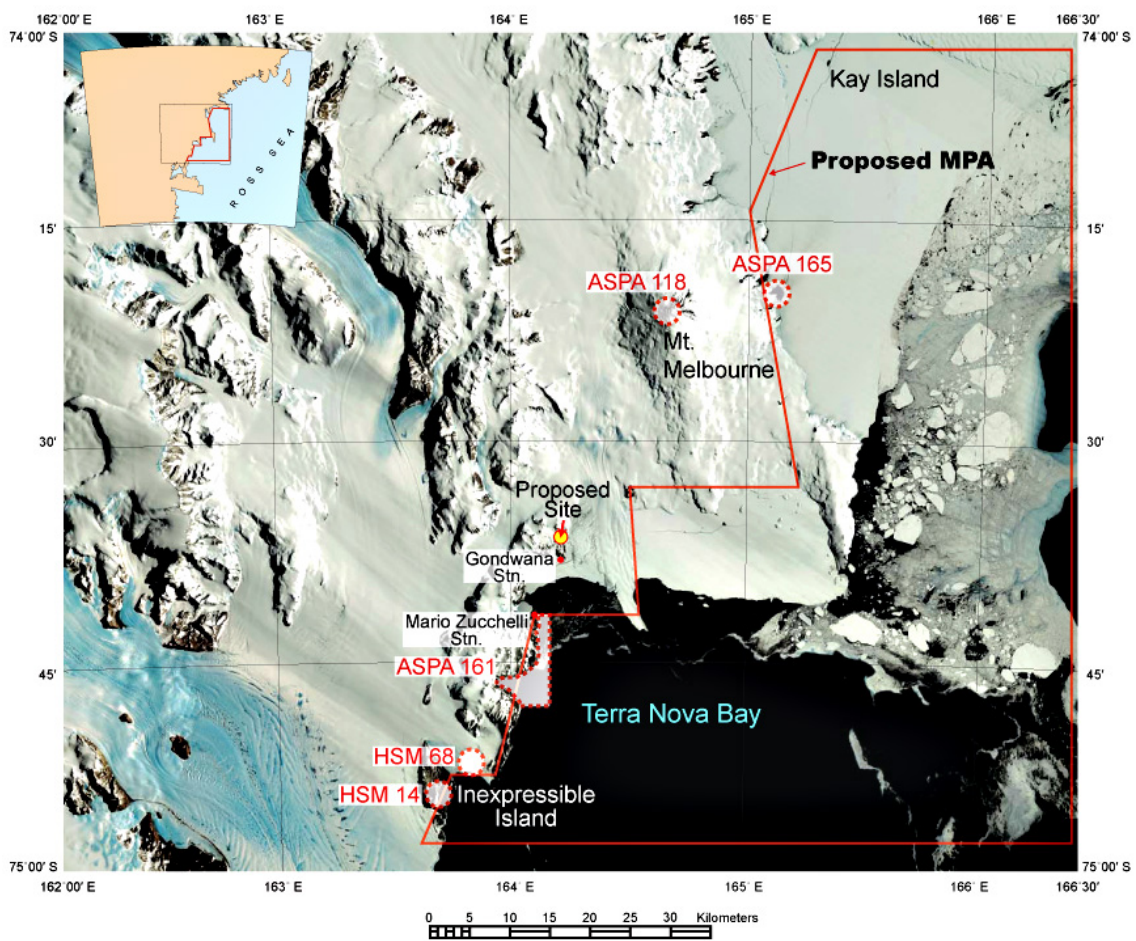 162°00' E
163°
164°
165°
166°
166°30' E
74°00' S
74°00' S
ROSS SEA
Kay Island
Proposed MPA
15'
15'
ASPA 165
ASPA 118
Mt.
Melbourne
30'
30'
Proposed
Site
Gondwana
Stn.
Mario Zucchelli
Stn.
ASPA 161
45'
45'
Terra Nova Bay
HSM 68
HSM 14
Inexpressible
Island
75°00' S
75°00' S
162°00' E
163°
164°
165°
166°
166°30' E
0 5 10 15 20 25 30 Kilometers